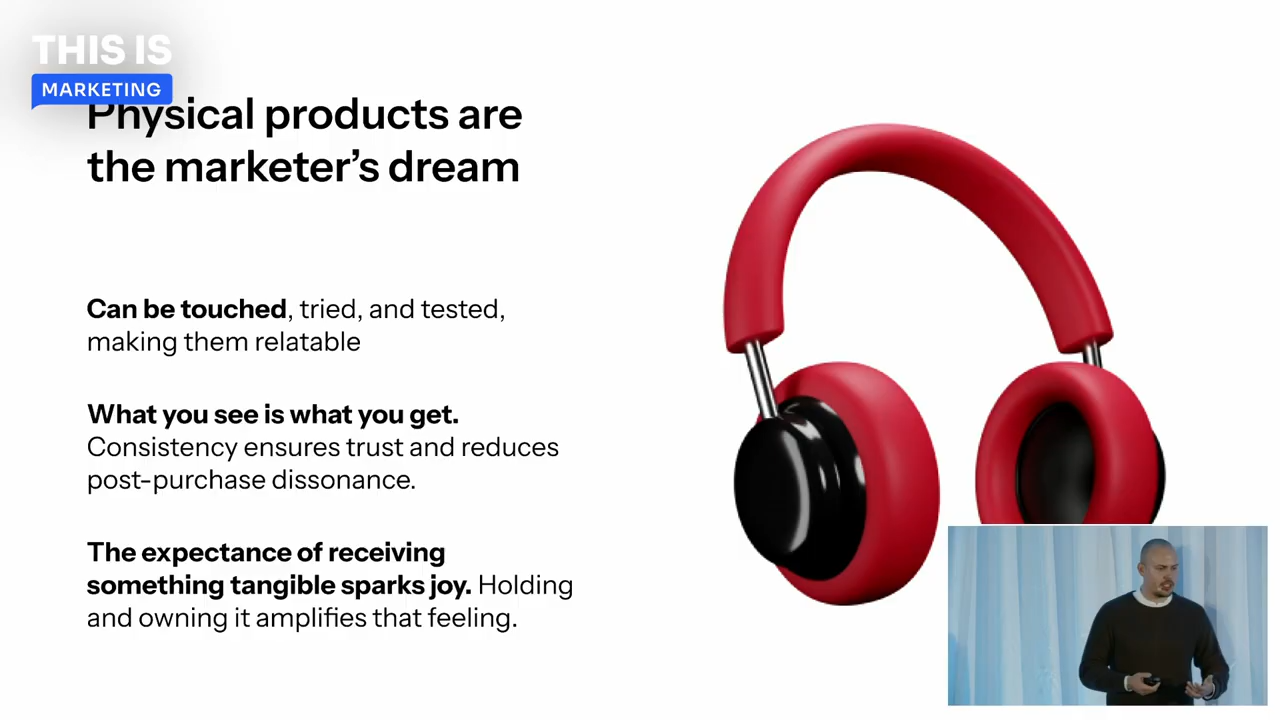 THIS IS
MARKETING
Physical products are
the marketer’s dream
Can be touched, tried, and tested,
making them relatable
What you see is what you get.
Consistency ensures trust and reduces
post-purchase dissonance.
The expectance of receiving
something tangible sparks joy. Holding
and owning it amplifies that feeling.